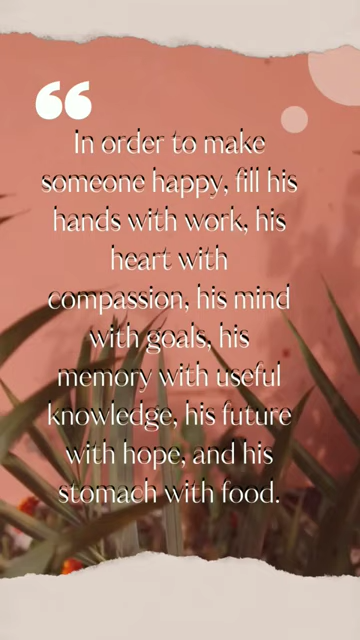 “
In order to make
someone happy, fill his
hands with work, his
heart with
compassion, his mind
with goals, his
memory with useful
knowledge, his future
with hope, and his
stomach with food.